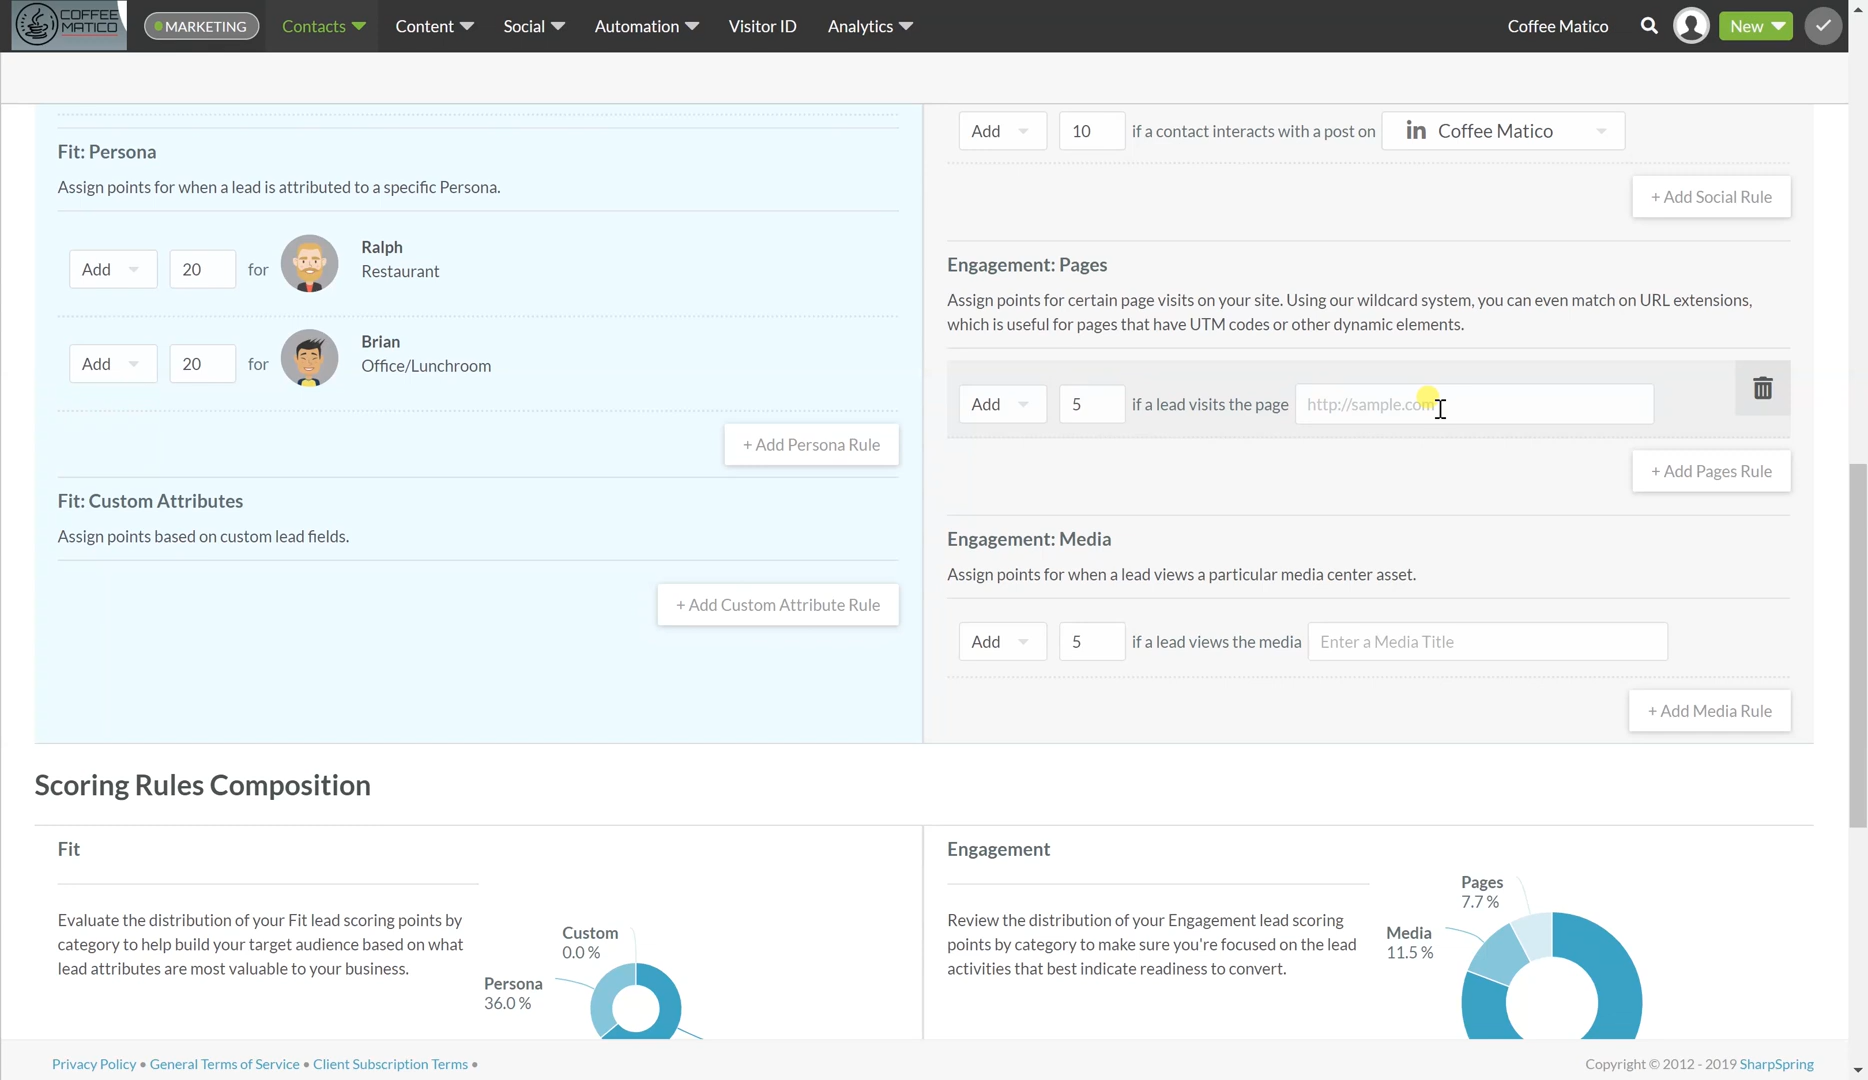 COFFEE
MATICO
MARKETING
Contacts
Content
Social
Automation
Visitor ID
Analytics
Coffee Matico
New
Fit: Persona
Assign points for when a lead is attributed to a specific Persona.
Add 20 for Ralph
Restaurant
Add 20 for Brian
Office/Lunchroom
+ Add Persona Rule
Fit: Custom Attributes
Assign points based on custom lead fields.
+ Add Custom Attribute Rule
Add 10 if a contact interacts with a post on in Coffee Matico
+ Add Social Rule
Engagement: Pages
Assign points for certain page visits on your site. Using our wildcard system, you can even match on URL extensions,
which is useful for pages that have UTM codes or other dynamic elements.
Add 5 if a lead visits the page http://sample.com
+ Add Pages Rule
Engagement: Media
Assign points for when a lead views a particular media center asset.
Add 5 if a lead views the media Enter a Media Title
+ Add Media Rule
Scoring Rules Composition
Fit
Evaluate the distribution of your Fit lead scoring points by
category to help build your target audience based on what
lead attributes are most valuable to your business.
Custom
0.0 %
Persona
36.0 %
Engagement
Review the distribution of your Engagement lead scoring
points by category to make sure you're focused on the lead
activities that best indicate readiness to convert.
Pages
7.7 %
Media
11.5 %
Privacy Policy • General Terms of Service • Client Subscription Terms •
Copyright © 2012 - 2019 SharpSpring